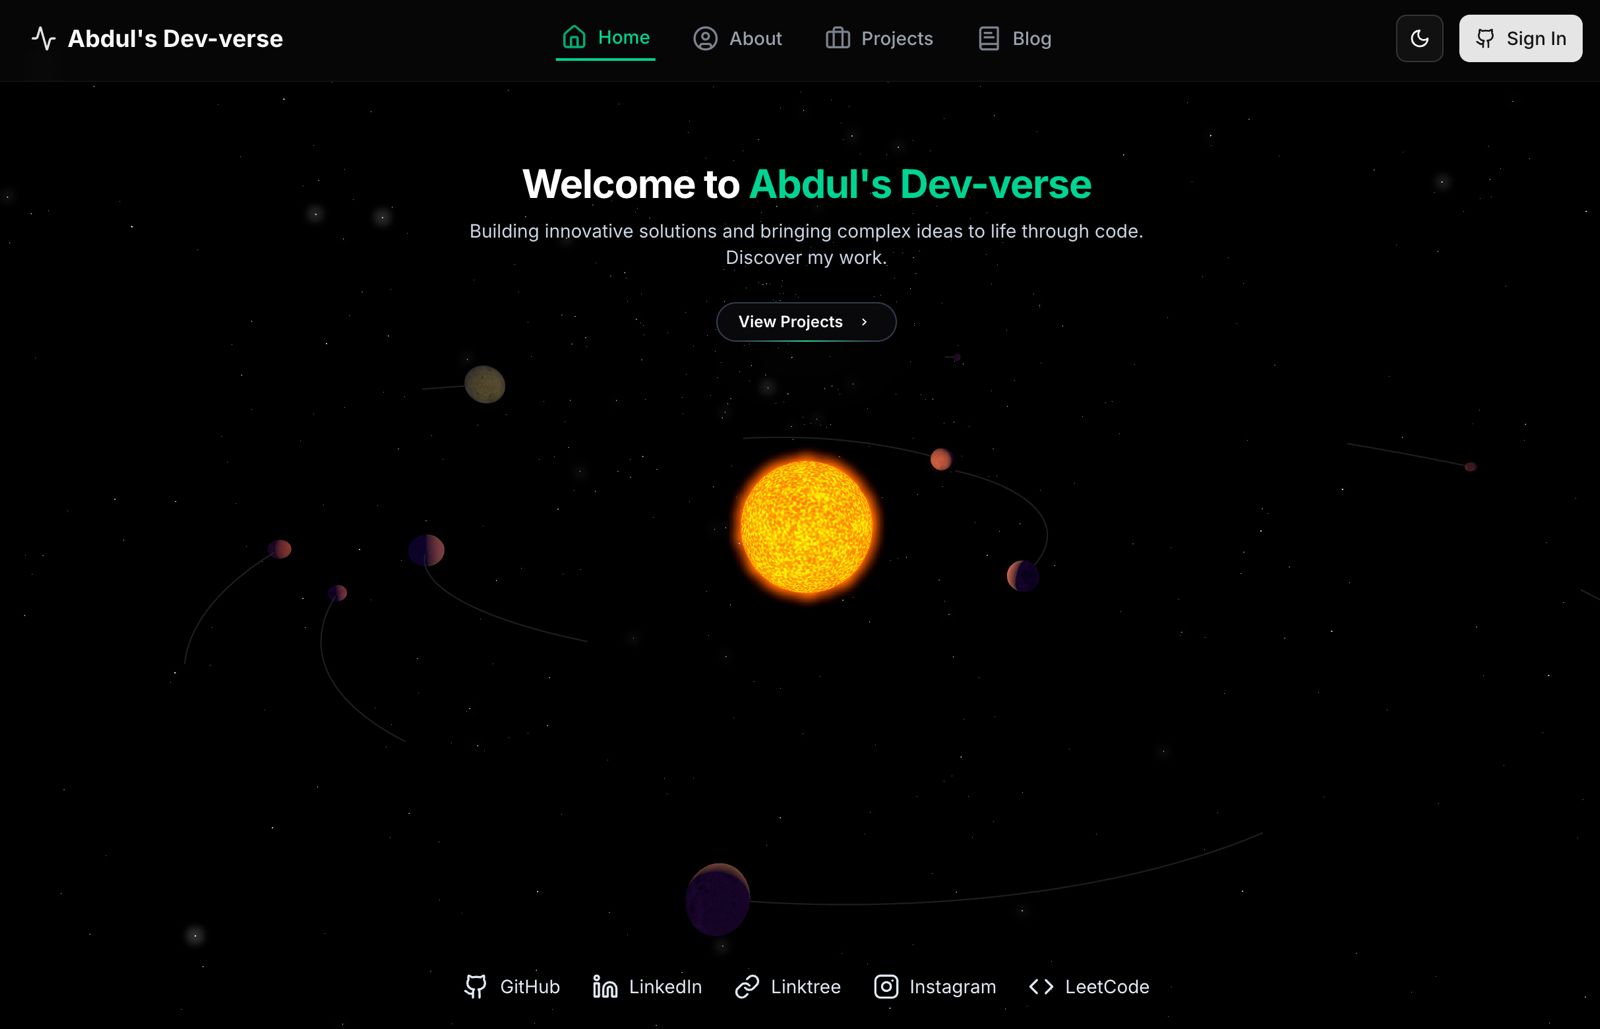 Abdul's Dev-verse
Home
About
Projects
Blog
Sign In
Welcome to Abdul's Dev-verse
Building innovative solutions and bringing complex ideas to life through code.
Discover my work.
View Projects
GitHub
LinkedIn
Linktree
Instagram
LeetCode